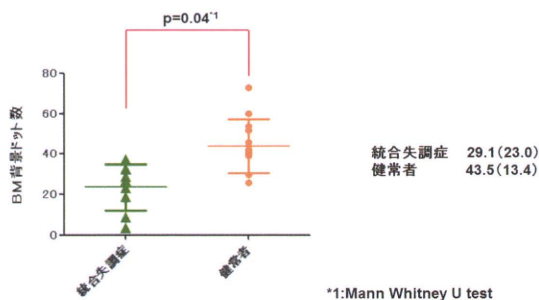 p=0.04*1
80
60
40
20
0
BM背景ドット数
統合失調症
健常者
統合失調症 29.1(23.0)
健常者 43.5(13.4)
*1:Mann Whitney U test